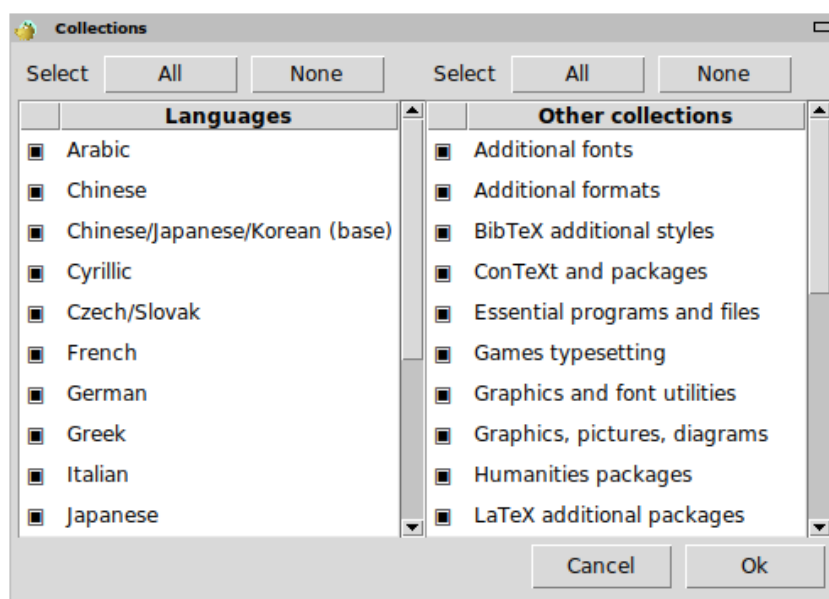 Collections
Select All None Select All None
Languages
Arabic
Chinese
Chinese/Japanese/Korean (base)
Cyrillic
Czech/Slovak
French
German
Greek
Italian
Japanese
Other collections
Additional fonts
Additional formats
BibTeX additional styles
ConTeXt and packages
Essential programs and files
Games typesetting
Graphics and font utilities
Graphics, pictures, diagrams
Humanities packages
LaTeX additional packages
Cancel Ok